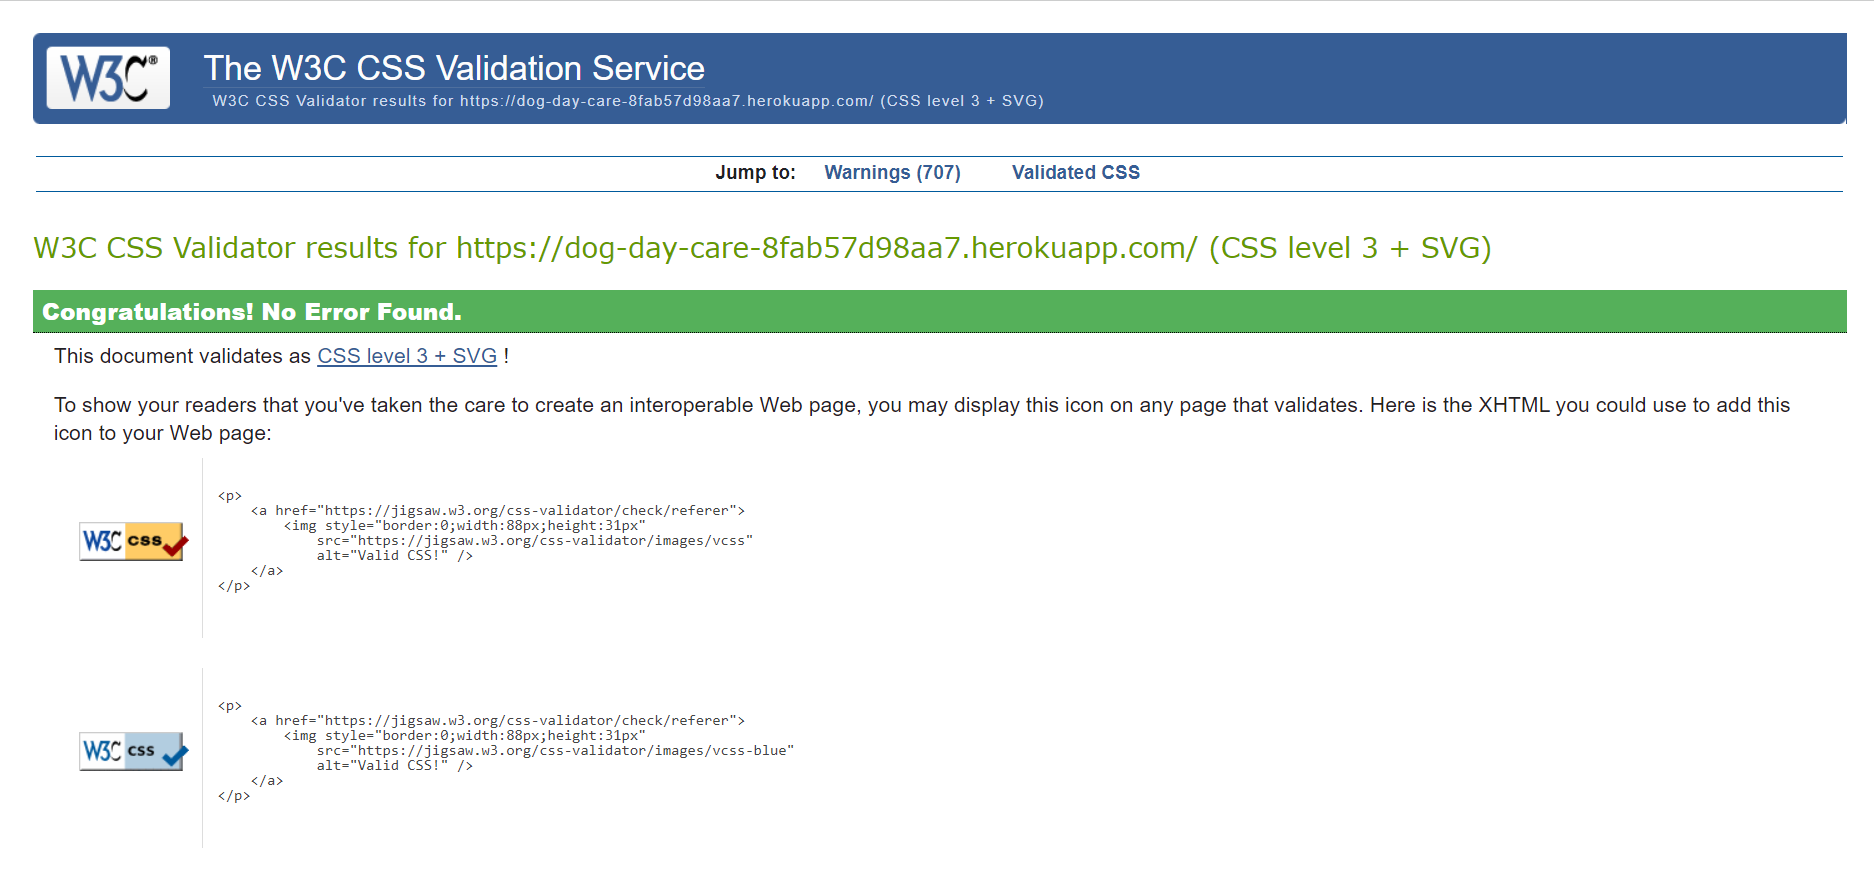 W3C®
The W3C CSS Validation Service
W3C CSS Validator results for https://dog-day-care-8fab57d98aa7.herokuapp.com/ (CSS level 3 + SVG)
Jump to: Warnings (707) Validated CSS
W3C CSS Validator results for https://dog-day-care-8fab57d98aa7.herokuapp.com/ (CSS level 3 + SVG)
Congratulations! No Error Found.
This document validates as CSS level 3 + SVG !
To show your readers that you've taken the care to create an interoperable Web page, you may display this icon on any page that validates. Here is the XHTML you could use to add this
icon to your Web page:
W3C css
<p>
<a href="https://jigsaw.w3.org/css-validator/check/referer">
<img style="border:0;width:88px;height:31px"
src="https://jigsaw.w3.org/css-validator/images/vcss"
alt="Valid CSS!" />
</a>
</p>
W3C css
<p>
<a href="https://jigsaw.w3.org/css-validator/check/referer">
<img style="border:0;width:88px;height:31px"
src="https://jigsaw.w3.org/css-validator/images/vcss-blue"
alt="Valid CSS!" />
</a>
</p>